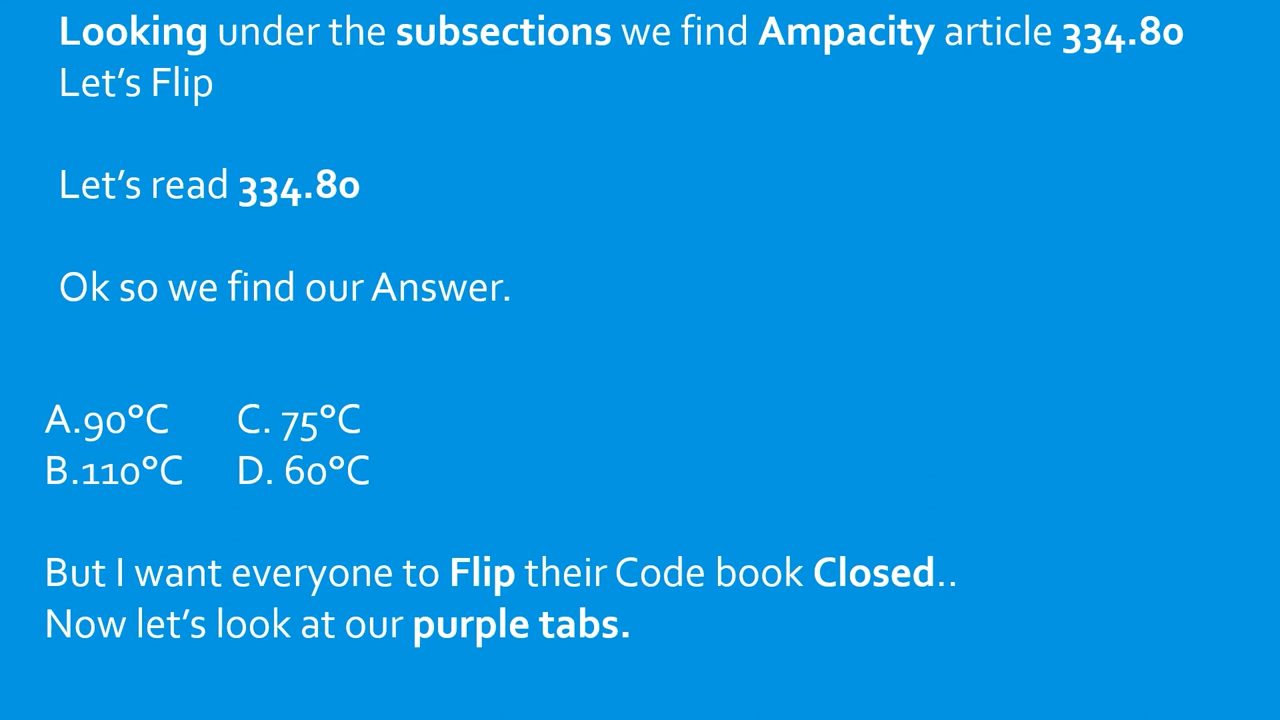 Looking under the subsections we find Ampacity article 334.80
Let’s Flip
Let’s read 334.80
Ok so we find our Answer.
A.90°C C. 75°C
B.110°C D. 60°C
But I want everyone to Flip their Code book Closed..
Now let’s look at our purple tabs.